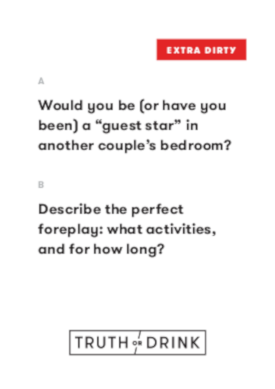 EXTRA DIRTY
A
Would you be (or have you
been) a “guest star” in
another couple’s bedroom?
B
Describe the perfect
foreplay: what activities,
and for how long?
TRUTH OR DRINK